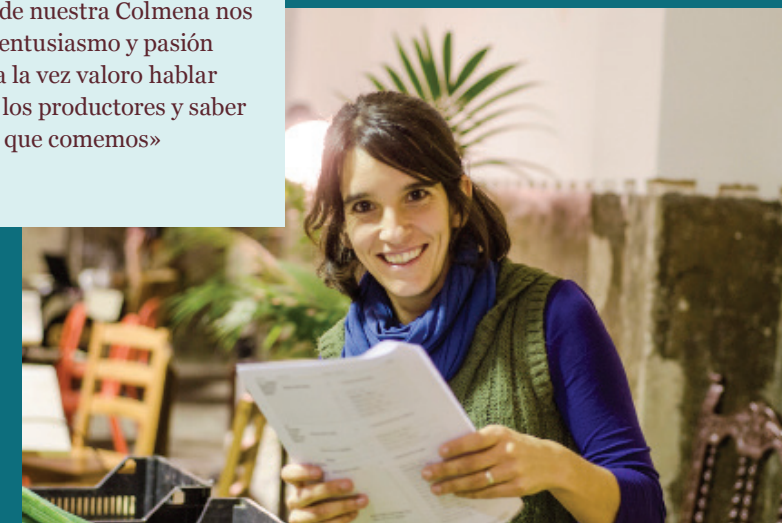 de nuestra Colmena nos
entusiasmo y pasión
a la vez valoro hablar
los productores y saber
que comemos»